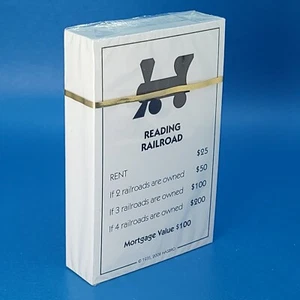 READING
RAILROAD
RENT $25
If 2 railroads are owned $50
If 3 railroads are owned $100
If 4 railroads are owned $200
Mortgage Value $100